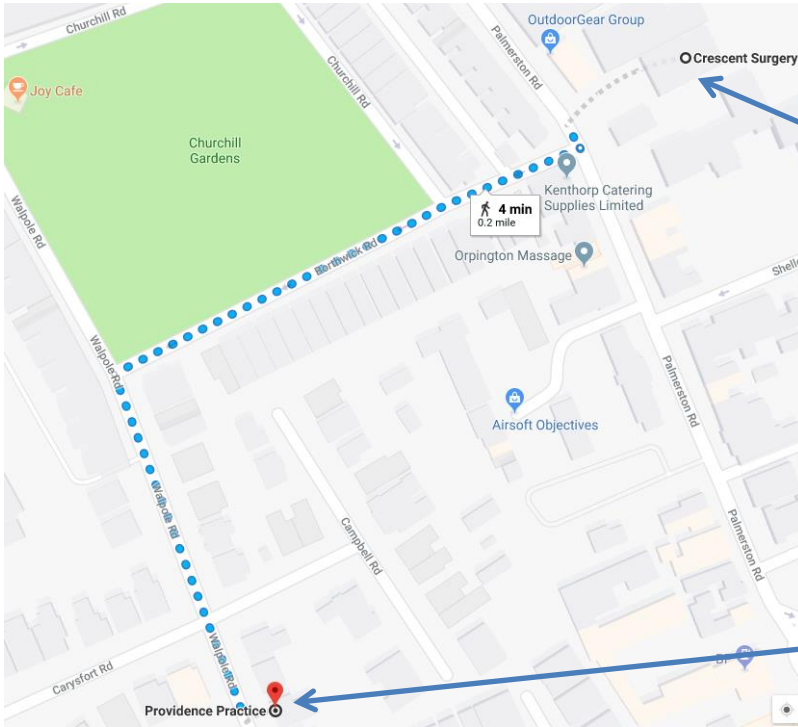 OutdoorGear Group
Churchill Rd
Palmerston Rd
Crescent Surgery
Joy Cafe
Churchill Rd
Churchill
Gardens
Kenthorp Catering
Supplies Limited
4 min
0.2 mile
Walpole Rd
Borthwick Rd
Orpington Massage
Shelle
Walpole Rd
Palmerston Rd
Airsoft Objectives
Walpole Rd
Campbell Rd
Palmerston Rd
Walpole Rd
Carysfort Rd
BP
Providence Practice